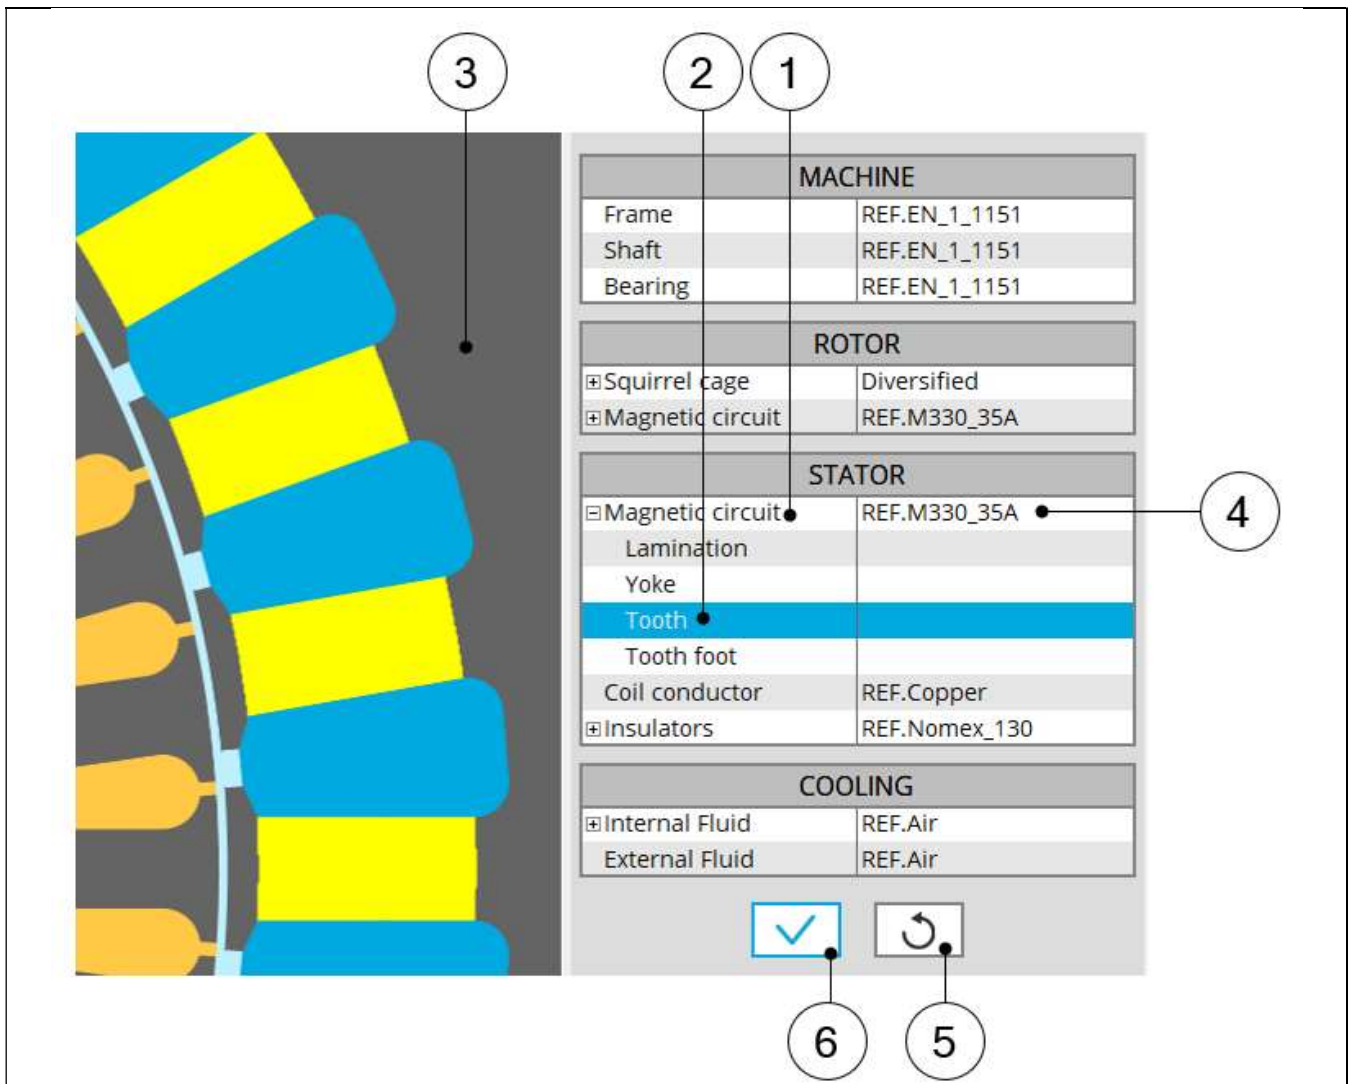 3 2 1
MACHINE
Frame REF.EN_1_1151
Shaft REF.EN_1_1151
Bearing REF.EN_1_1151
ROTOR
Squirrel cage Diversified
Magnetic circuit REF.M330_35A
STATOR
Magnetic circuit REF.M330_35A 4
Lamination
Yoke
Tooth
Tooth foot
Coil conductor REF.Copper
Insulators REF.Nomex_130
COOLING
Internal Fluid REF.Air
External Fluid REF.Air
6 5